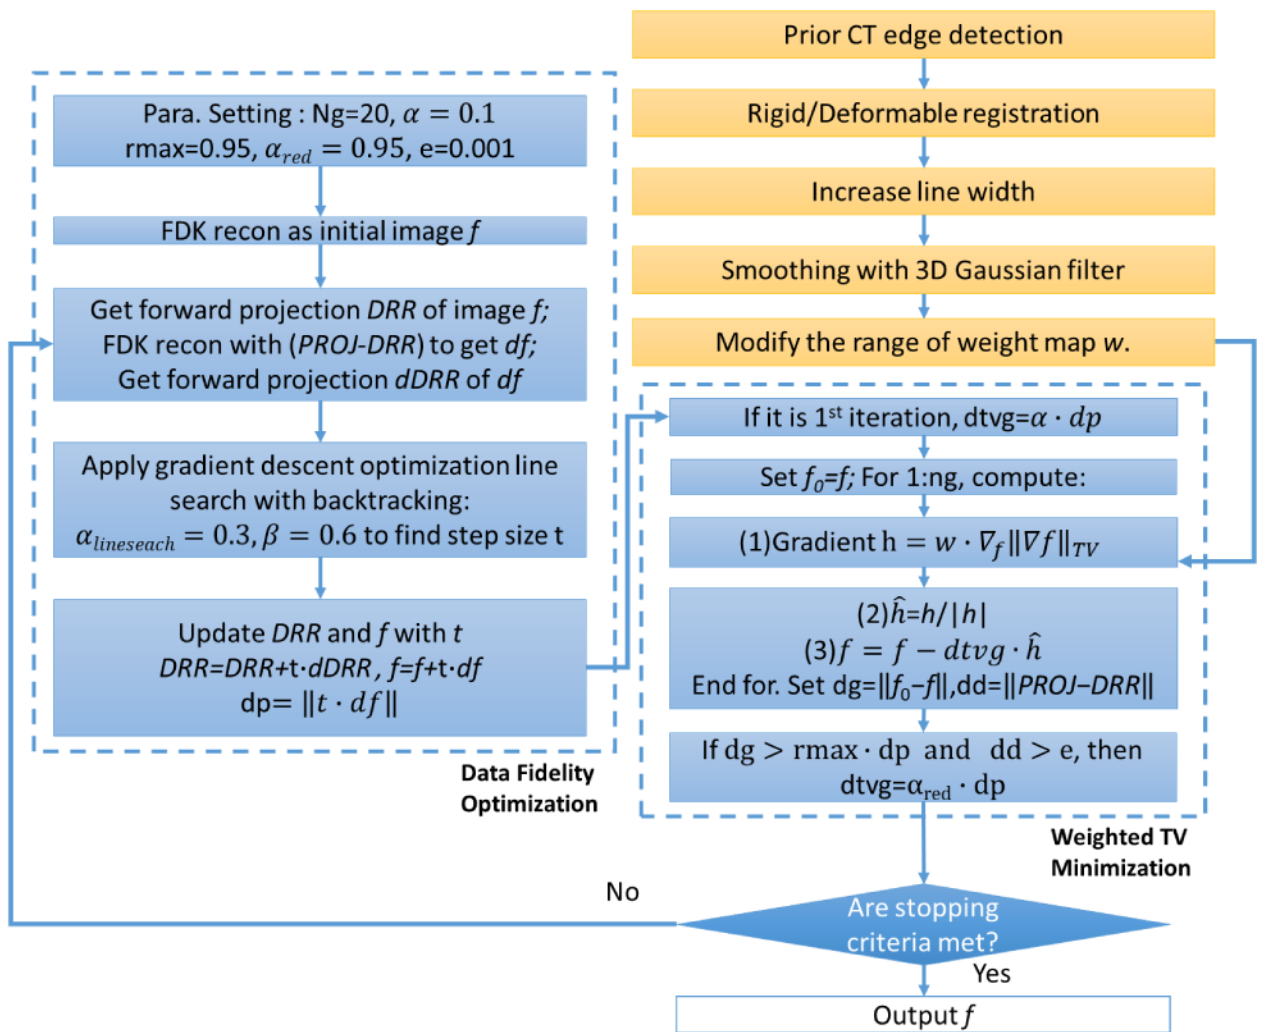 Prior CT edge detection
Rigid/Deformable registration
Increase line width
Smoothing with 3D Gaussian filter
Modify the range of weight map w.
Para. Setting : Ng=20, α = 0.1
rmax=0.95, α_red = 0.95, e=0.001
FDK recon as initial image f
Get forward projection DRR of image f;
FDK recon with (PROJ-DRR) to get df;
Get forward projection dDRR of df
Apply gradient descent optimization line
search with backtracking:
α_lineseach = 0.3, β = 0.6 to find step size t
Update DRR and f with t
DRR=DRR+t·dDRR, f=f+t·df
dp= ‖t · df‖
Data Fidelity
Optimization
If it is 1st iteration, dtvg=α · dp
Set f₀=f; For 1:ng, compute:
(1)Gradient h = w · ∇_f‖∇f‖_TV
(2)ĥ=h/|h|
(3)f = f − dtvg · ĥ
End for. Set dg=‖f₀−f‖,dd=‖PROJ−DRR‖
If dg > rmax · dp and dd > e, then
dtvg=α_red · dp
Weighted TV
Minimization
Are stopping
criteria met?
No
Yes
Output f